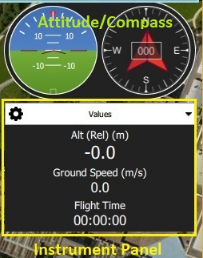 Attitude/Compass
10 10
-10 -10
W 000 E
S
Values
Alt (Rel) (m)
-0.0
Ground Speed (m/s)
0.0
Flight Time
00:00:00
Instrument Panel